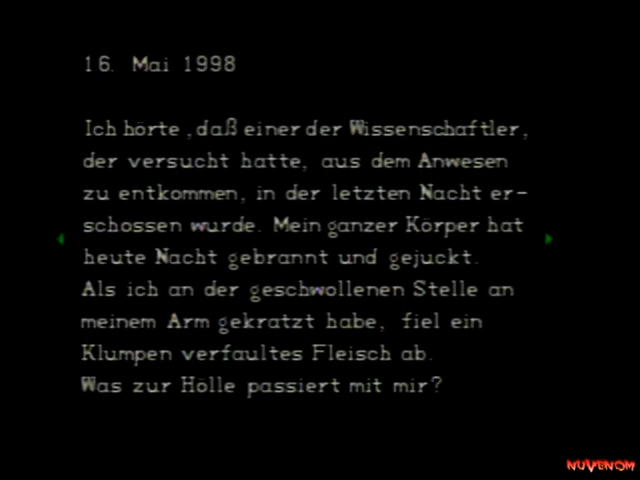 16. Mai 1998
Ich hörte ,daß einer der Wissenschaftler,
der versucht hatte, aus dem Anwesen
zu entkommen, in der letzten Nacht er-
schossen wurde. Mein ganzer Körper hat
heute Nacht gebrannt und gejuckt.
Als ich an der geschwollenen Stelle an
meinem Arm gekratzt habe, fiel ein
Klumpen verfaultes Fleisch ab.
Was zur Hölle passiert mit mir?
NUVENOM